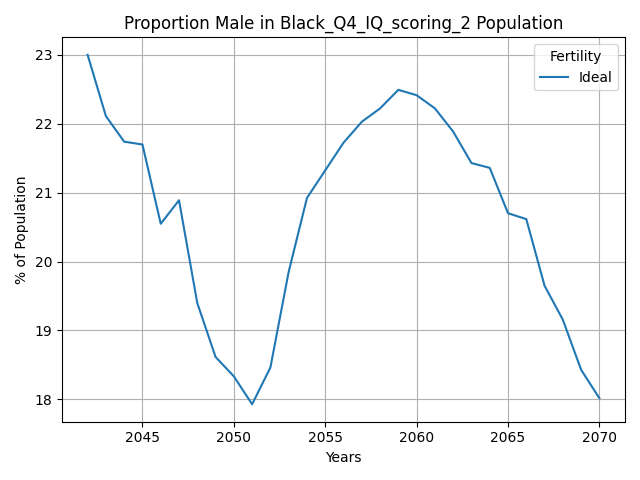 Proportion Male in Black_Q4_IQ_scoring_2 Population
Fertility
Ideal
% of Population
23
22
21
20
19
18
2045
2050
2055
2060
2065
2070
Years